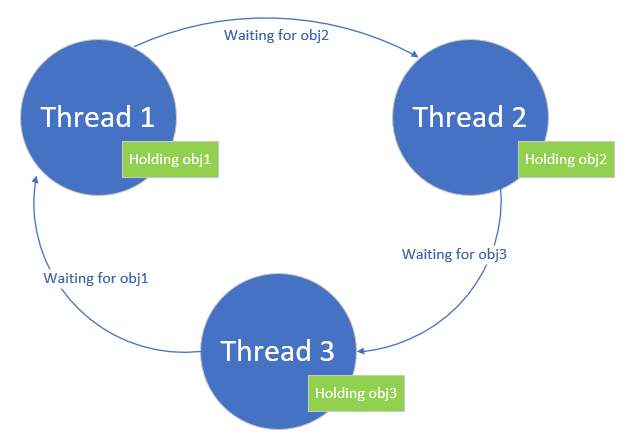 Waiting for obj2
Thread 1
Thread 2
Holding obj1
Holding obj2
Waiting for obj3
Waiting for obj1
Thread 3
Holding obj3